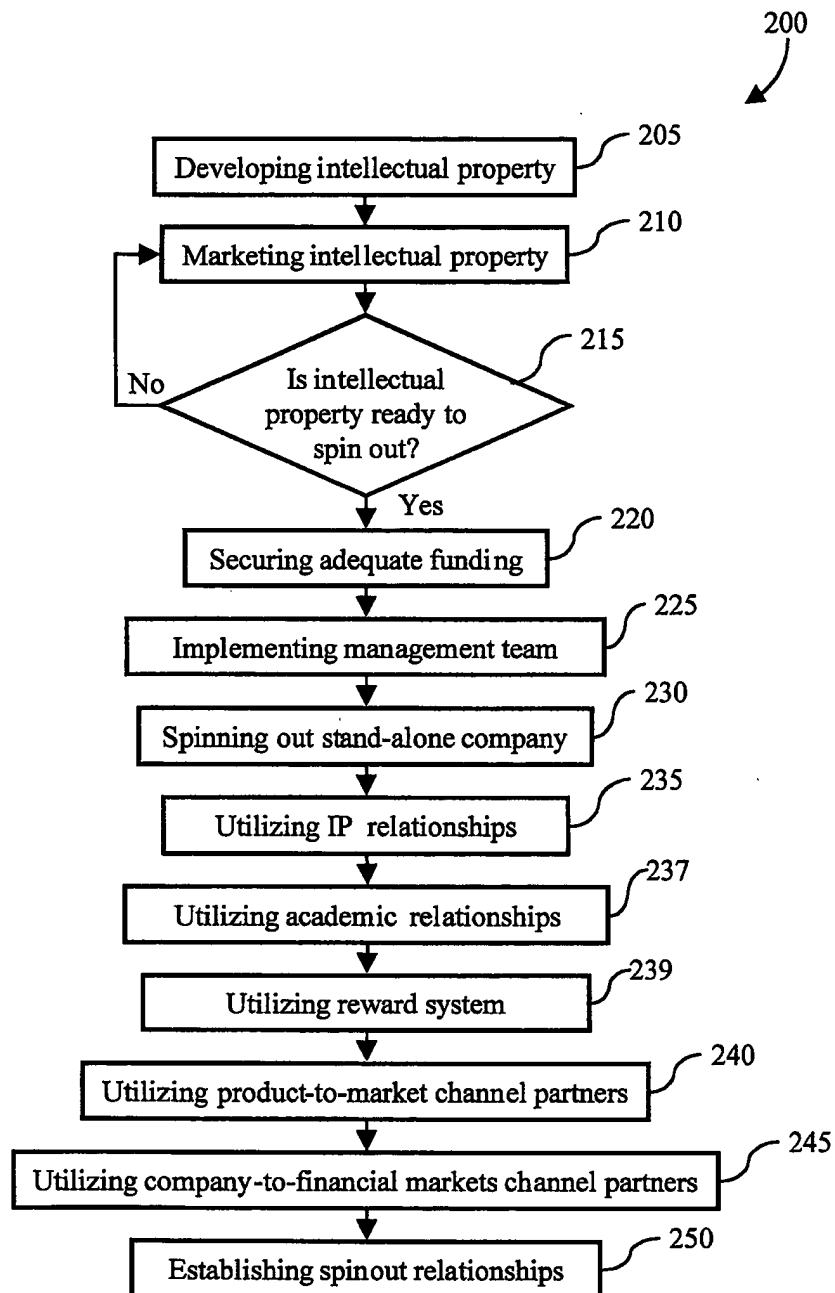 200
205
Developing intellectual property
210
Marketing intellectual property
215
Is intellectual
property ready to
spin out?
No
Yes
220
Securing adequate funding
225
Implementing management team
230
Spinning out stand-alone company
235
Utilizing IP relationships
237
Utilizing academic relationships
239
Utilizing reward system
240
Utilizing product-to-market channel partners
245
Utilizing company-to-financial markets channel partners
250
Establishing spinout relationships